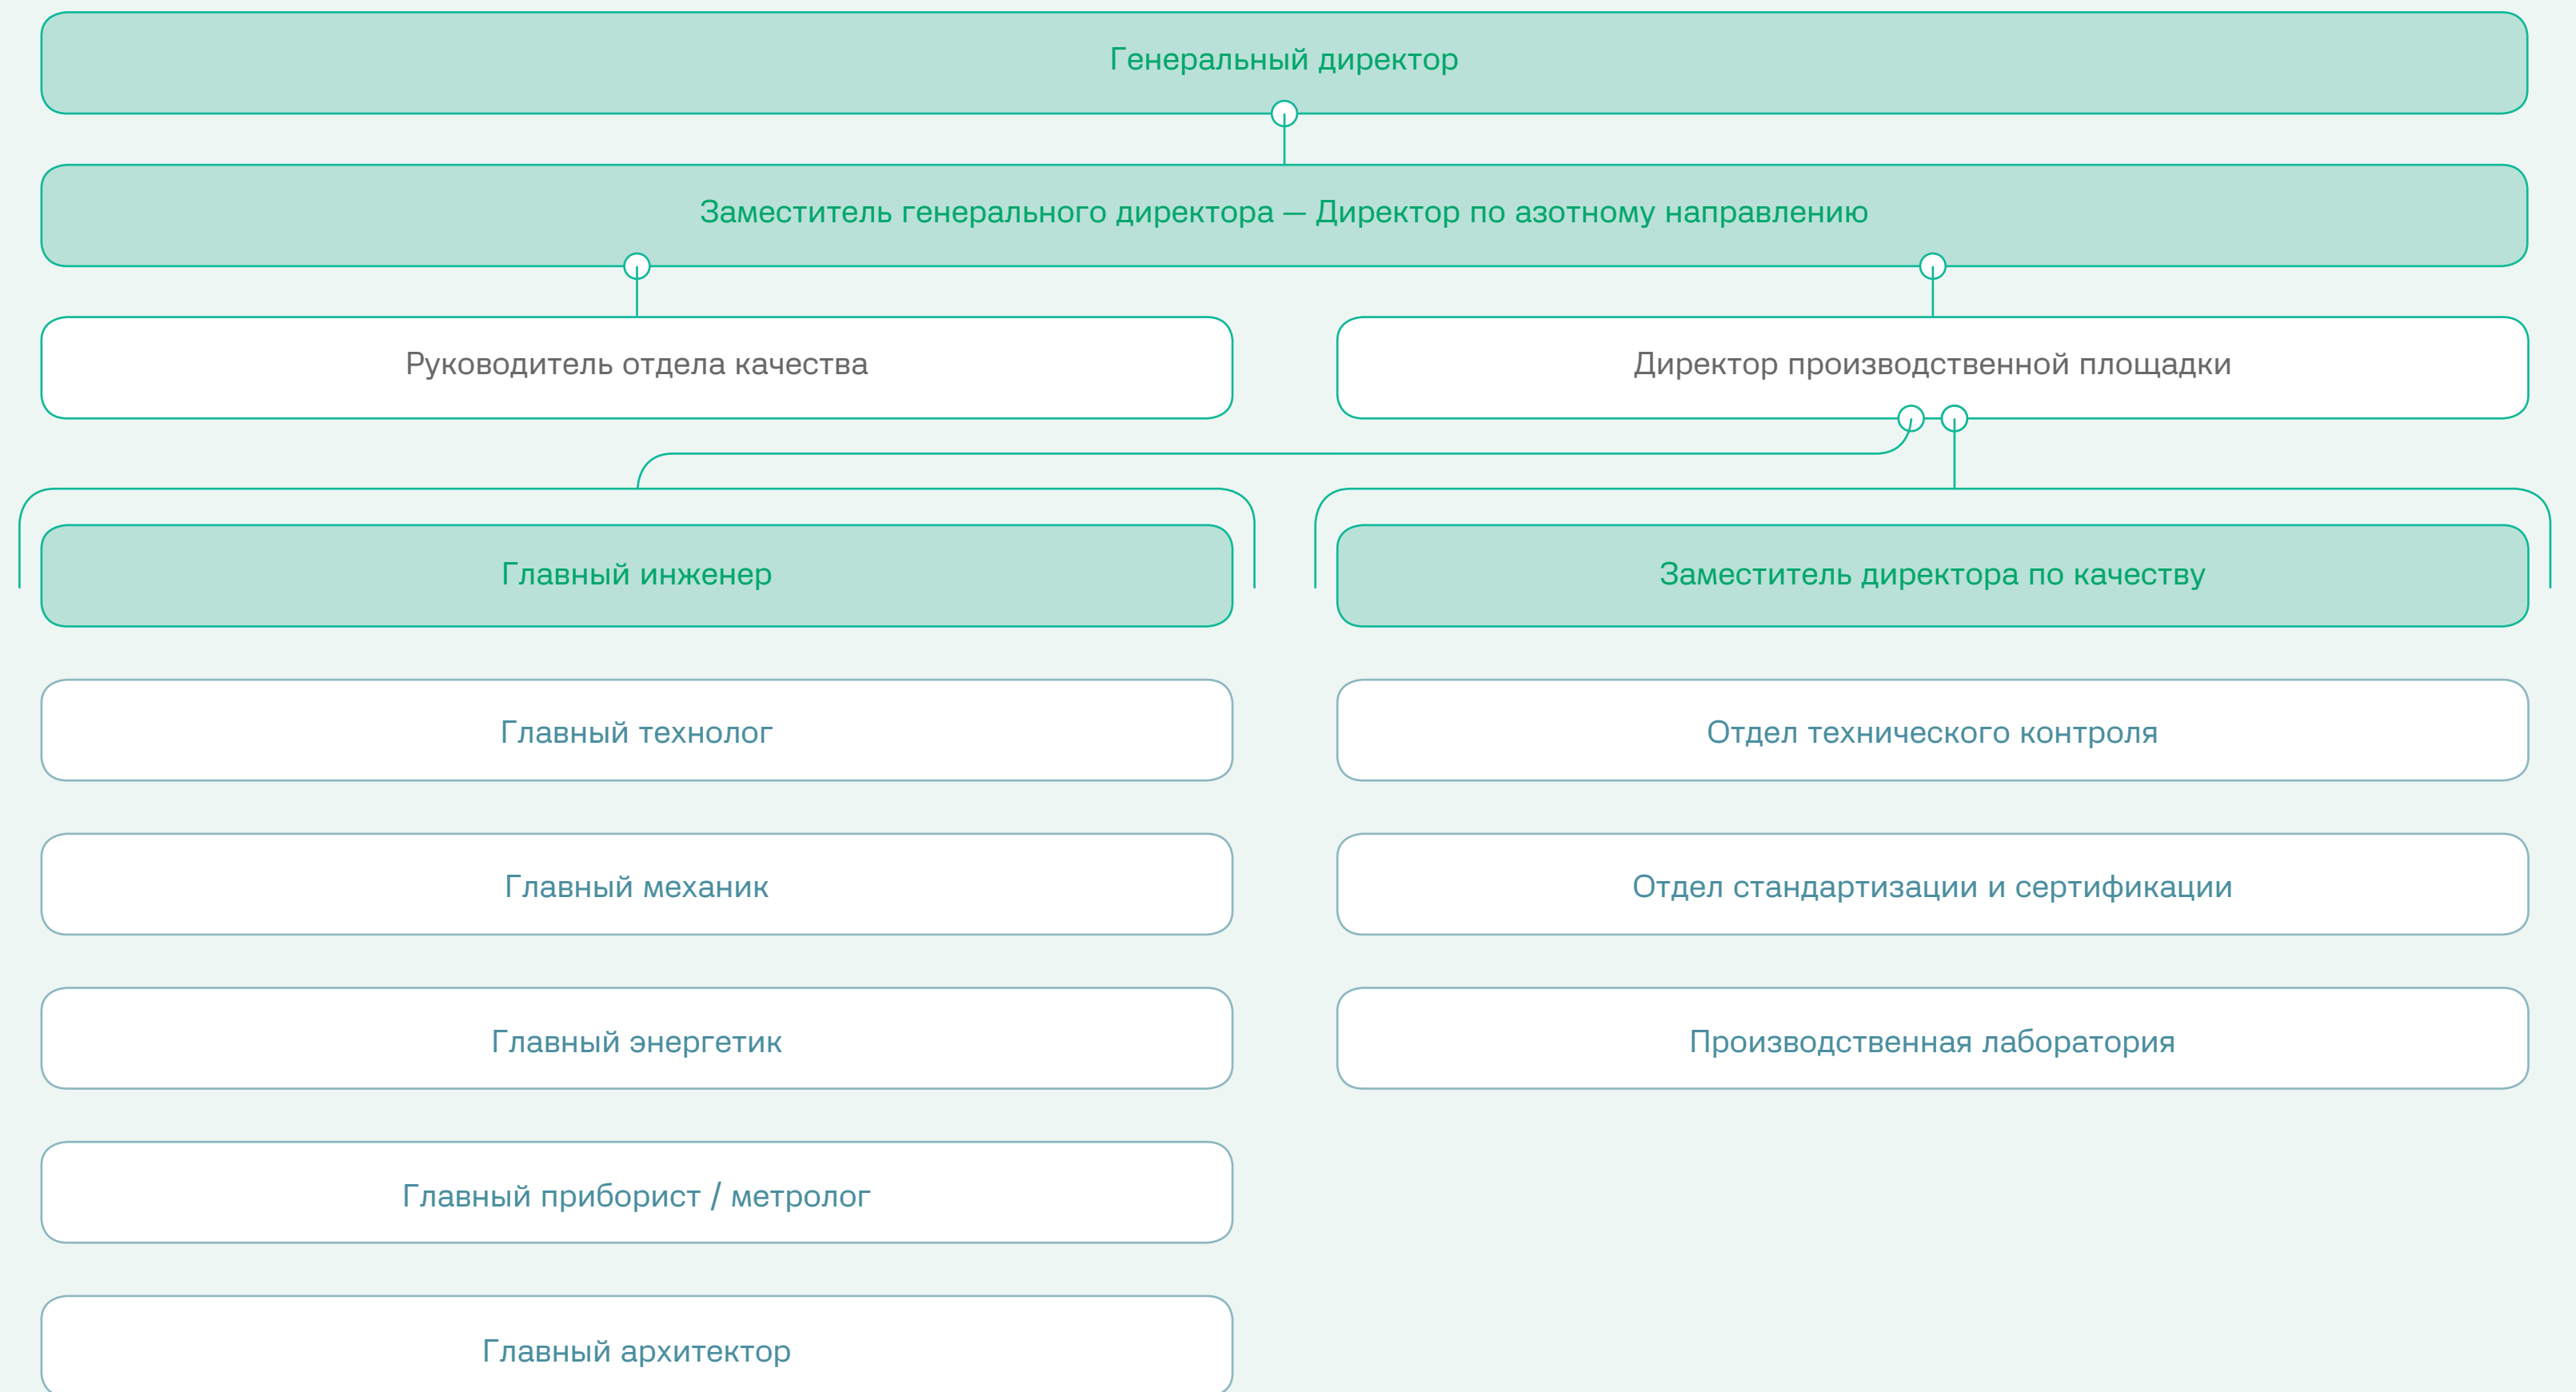 Генеральный директор
Заместитель генерального директора — Директор по азотному направлению
Руководитель отдела качества
Директор производственной площадки
Главный инженер
Заместитель директора по качеству
Главный технолог
Отдел технического контроля
Главный механик
Отдел стандартизации и сертификации
Главный энергетик
Производственная лаборатория
Главный приборист / метролог
Главный архитектор